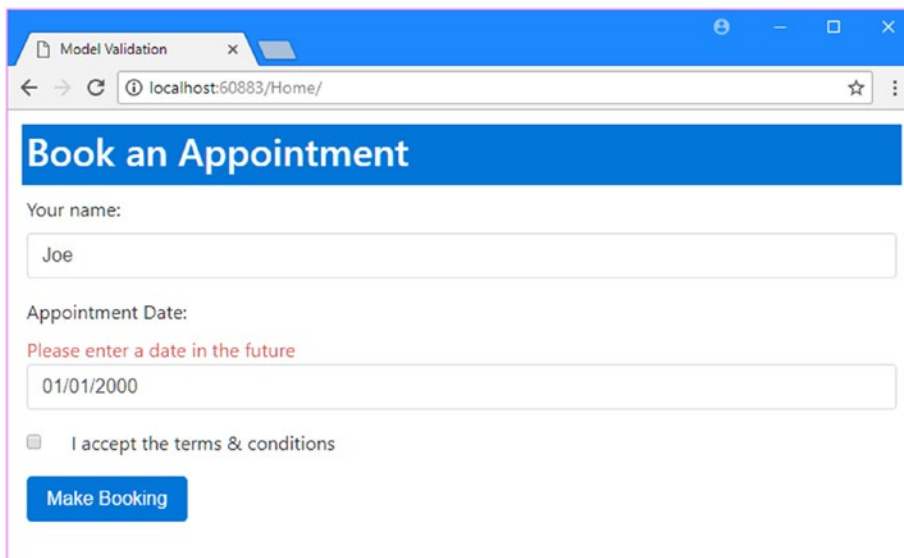 Model Validation
localhost:60883/Home/
Book an Appointment
Your name:
Joe
Appointment Date:
Please enter a date in the future
01/01/2000
I accept the terms & conditions
Make Booking